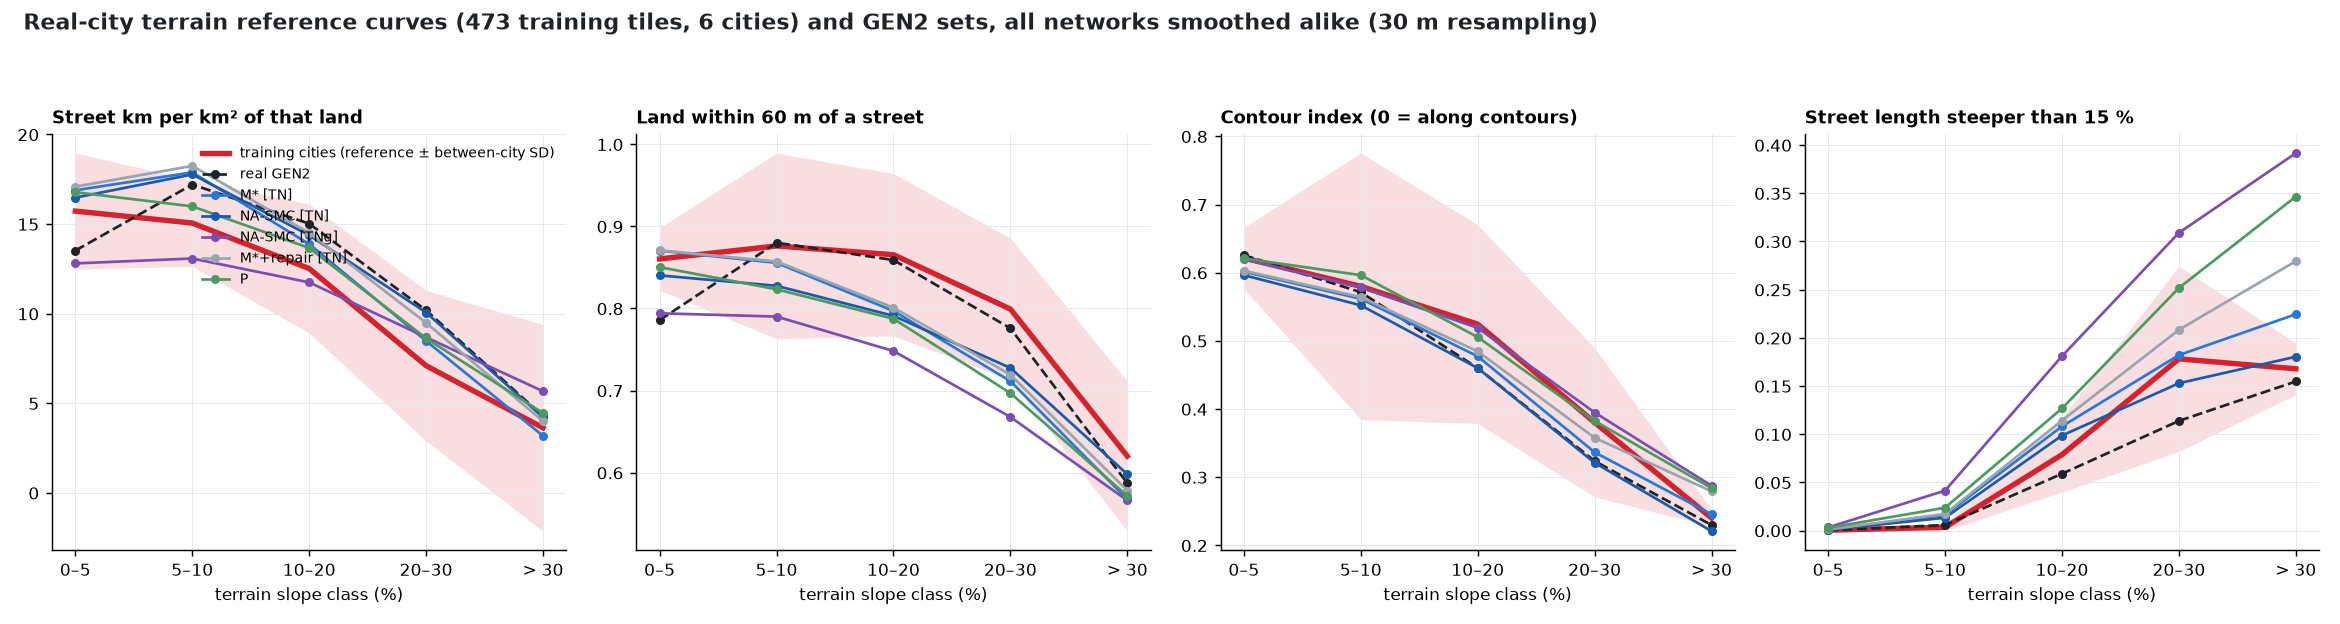 Real-city terrain reference curves (473 training tiles, 6 cities) and GEN2 sets, all networks smoothed alike (30 m resampling)
Street km per km² of that land
20
15
10
5
0
training cities (reference ± between-city SD)
real GEN2
M* [TN]
NA-SMC [TN]
NA-SMC [TNg]
M*+repair [TN]
P
0–5 5–10 10–20 20–30 > 30
terrain slope class (%)
Land within 60 m of a street
1.0
0.9
0.8
0.7
0.6
0–5 5–10 10–20 20–30 > 30
terrain slope class (%)
Contour index (0 = along contours)
0.8
0.7
0.6
0.5
0.4
0.3
0.2
0–5 5–10 10–20 20–30 > 30
terrain slope class (%)
Street length steeper than 15 %
0.40
0.35
0.30
0.25
0.20
0.15
0.10
0.05
0.00
0–5 5–10 10–20 20–30 > 30
terrain slope class (%)